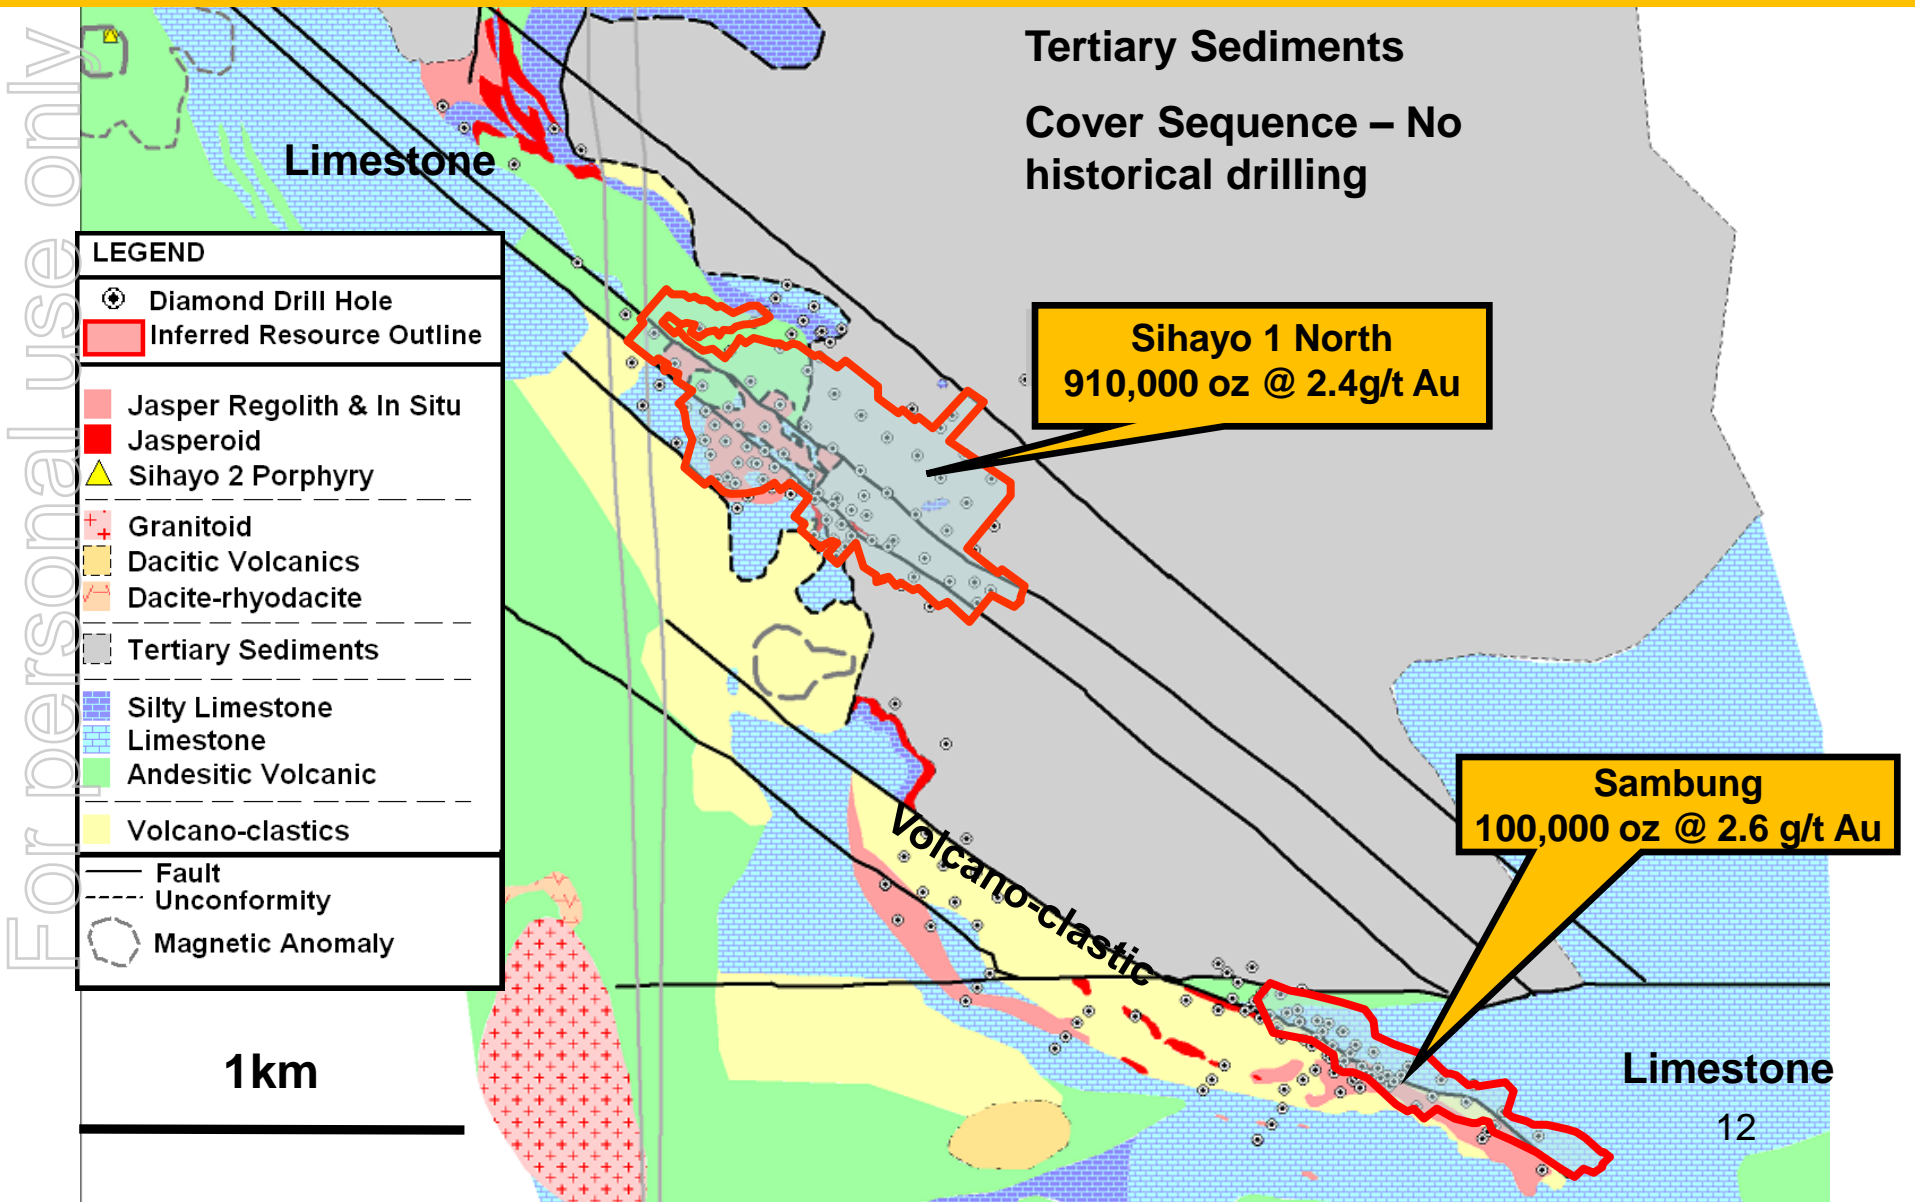 For personal use only
Tertiary Sediments
Cover Sequence – No
historical drilling
Limestone
LEGEND
Diamond Drill Hole
Inferred Resource Outline
Jasper Regolith & In Situ
Jasperoid
Sihayo 2 Porphyry
Granitoid
Dacitic Volcanics
Dacite-rhyodacite
Tertiary Sediments
Silty Limestone
Limestone
Andesitic Volcanic
Volcano-clastics
Fault
Unconformity
Magnetic Anomaly
Sihayo 1 North
910,000 oz @ 2.4g/t Au
Sambung
100,000 oz @ 2.6 g/t Au
Volcano-clastic
1km
Limestone
12